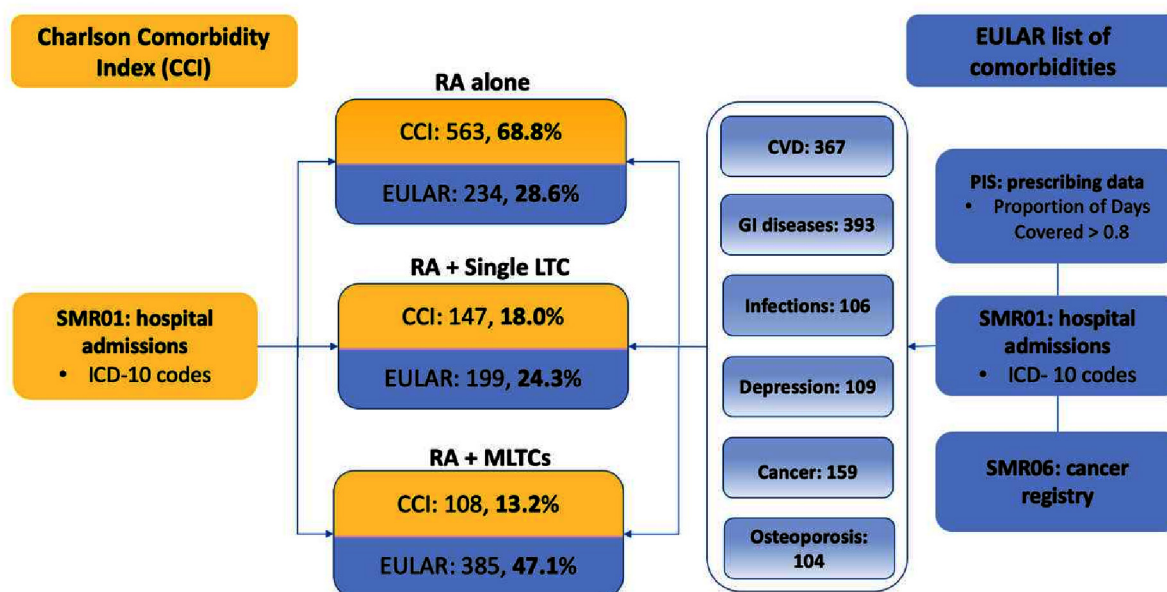 Charlson Comorbidity
Index (CCI)
SMR01: hospital
admissions
• ICD-10 codes
RA alone
CCI: 563, 68.8%
EULAR: 234, 28.6%
RA + Single LTC
CCI: 147, 18.0%
EULAR: 199, 24.3%
RA + MLTCs
CCI: 108, 13.2%
EULAR: 385, 47.1%
CVD: 367
GI diseases: 393
Infections: 106
Depression: 109
Cancer: 159
Osteoporosis:
104
EULAR list of
comorbidities
PIS: prescribing data
• Proportion of Days
Covered > 0.8
SMR01: hospital
admissions
• ICD- 10 codes
SMR06: cancer
registry